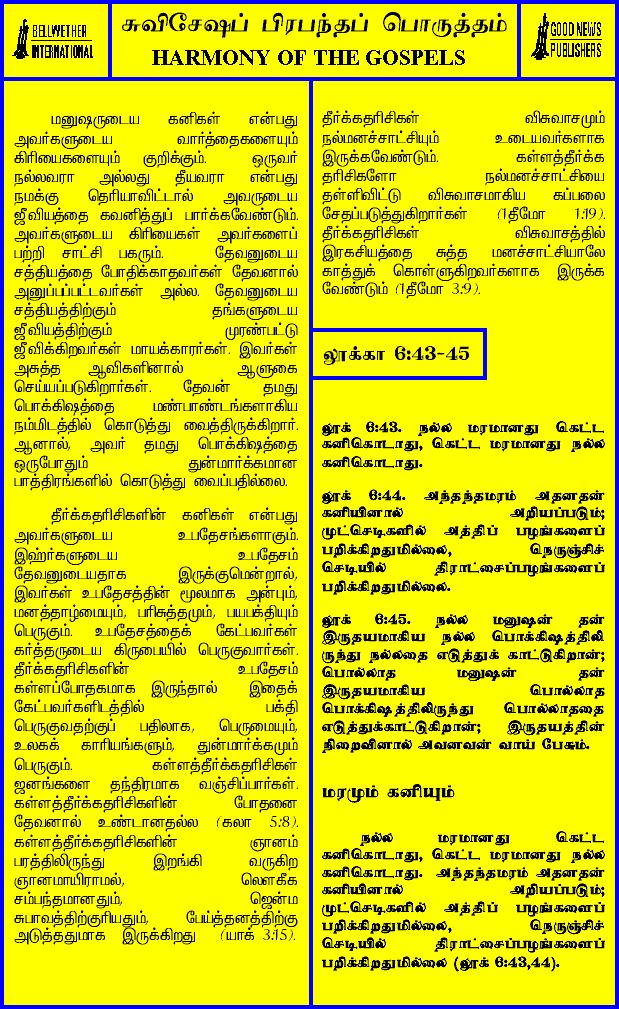 BELLWETHER
INTERNATIONAL
சுவிசேஷப் பிரபந்தப் பொருத்தம்
HARMONY OF THE GOSPELS
GOOD NEWS
PUBLISHERS
மனுஷருடைய கனிகள் என்பது
அவர்களுடைய வார்த்தைகளையும்
கிரியைகளையும் குறிக்கும். ஒருவர்
நல்லவரா அல்லது தீயவரா என்பது
நமக்கு தெரியாவிட்டால் அவருடைய
ஜீவியத்தை கவனித்துப் பார்க்கவேண்டும்.
அவர்களுடைய கிரியைகள் அவர்களைப்
பற்றி சாட்சி பகரும். தேவனுடைய
சத்தியத்தை போதிக்காதவர்கள் தேவனால்
அனுப்பப்பட்டவர்கள் அல்ல. தேவனுடைய
சத்தியத்திற்கும் தங்களுடைய
ஜீவியத்திற்கும் முரண்பட்டு
ஜீவிக்கிறவர்கள் மாயக்காரர்கள். இவர்கள்
அசுத்த ஆவிகளினால் ஆளுகை
செய்யப்படுகிறார்கள். தேவன் தமது
பொக்கிஷத்தை மண்பாண்டங்களாகிய
நம்மிடத்தில் கொடுத்து வைத்திருக்கிறார்.
ஆனால், அவர் தமது பொக்கிஷத்தை
ஒருபோதும் துன்மார்க்கமான
பாத்திரங்களில் கொடுத்து வைப்பதில்லை.
தீர்க்கதரிசிகளின் கனிகள் என்பது
அவர்களுடைய உபதேசங்களாகும்.
இஹர்களுடைய உபதேசம்
தேவனுடையதாக இருக்குமென்றால்,
இவர்கள் உபதேசத்தின் மூலமாக அன்பும்,
மனத்தாழ்மையும், பரிசுத்தமும், பயபக்தியும்
பெருகும். உபதேசத்தைக் கேட்பவர்கள்
கர்த்தருடைய கிருபையில் பெருகுவார்கள்.
தீர்க்கதரிசிகளின் உபதேசம்
கள்ளப்போதகமாக இருந்தால் இதைக்
கேட்பவர்களிடத்தில் பக்தி
பெருகுவதற்குப் பதிலாக, பெருமையும்,
உலகக் காரியங்களும், துன்மார்க்கமும்
பெருகும். கள்ளத்தீர்க்கதரிசிகள்
ஜனங்களை தந்திரமாக வஞ்சிப்பார்கள்.
கள்ளத்தீர்க்கதரிசிகளின் போதனை
தேவனால் உண்டானதல்ல (கலா 5:8).
கள்ளத்தீர்க்கதரிசிகளின் ஞானம்
பரத்திலிருந்து இறங்கி வருகிற
ஞானமாயிராமல், லௌகீக
சம்பந்தமானதும், ஜென்ம
சுபாவத்திற்குரியதும், பேய்த்தனத்திற்கு
அடுத்ததுமாக இருக்கிறது (யாக் 3:15).
தீர்க்கதரிசிகள் விசுவாசமும்
நல்மனச்சாட்சியும் உடையவர்களாக
இருக்கவேண்டும். கள்ளத்தீர்க்க
தரிசிகளோ நல்மனச்சாட்சியை
தள்ளிவிட்டு விசுவாசமாகிய கப்பலை
சேதப்படுத்துகிறார்கள் (1தீமோ 1:19).
தீர்க்கதரிசிகள் விசுவாசத்தில்
இரகசியத்தை சுத்த மனச்சாட்சியாலே
காத்துக் கொள்ளுகிறவர்களாக இருக்க
வேண்டும் (1தீமோ 3:9).
லூக்கா 6:43-45
லூக் 6:43. நல்ல மரமானது கெட்ட
கனிகொடாது, கெட்ட மரமானது நல்ல
கனிகொடாது.
லூக் 6:44. அந்தந்தமரம் அதனதன்
கனியினால் அறியப்படும்;
முட்செடிகளில் அத்திப் பழங்களைப்
பறிக்கிறதுமில்லை, நெருஞ்சிச்
செடியில் திராட்சைப்பழங்களைப்
பறிக்கிறதுமில்லை.
லூக் 6:45. நல்ல மனுஷன் தன்
இருதயமாகிய நல்ல பொக்கிஷத்திலி
ருந்து நல்லதை எடுத்துக் காட்டுகிறான்;
பொல்லாத மனுஷன் தன்
இருதயமாகிய பொல்லாத
பொக்கிஷத்திலிருந்து பொல்லாததை
எடுத்துக்காட்டுகிறான்; இருதயத்தின்
நிறைவினால் அவனவன் வாய் பேசும்.
மரமும் கனியும்
நல்ல மரமானது கெட்ட
கனிகொடாது, கெட்ட மரமானது நல்ல
கனிகொடாது. அந்தந்தமரம் அதனதன்
கனியினால் அறியப்படும்;
முட்செடிகளில் அத்திப் பழங்களைப்
பறிக்கிறதுமில்லை, நெருஞ்சிச்
செடியில் திராட்சைப்பழங்களைப்
பறிக்கிறதுமில்லை (லூக் 6:43,44).